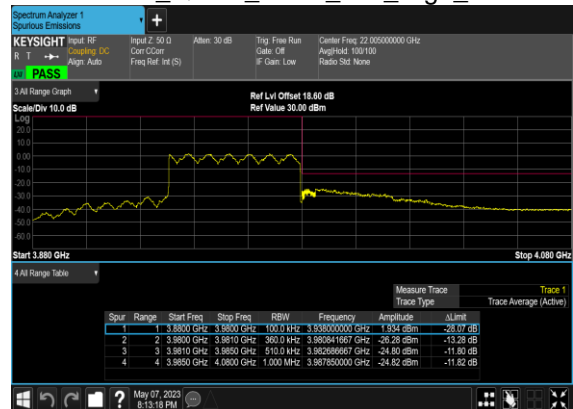 Spectrum Analyzer 1
Spurious Emissions
+
KEYSIGHT Input: RF Input Z: 50 Ω Atten: 30 dB Trig: Free Run Center Freq: 22.005000000 GHz
R T Coupling: DC Corr CCorr Gate: Off Avg|Hold: 100/100
Align: Auto Freq Ref: Int (S) IF Gain: Low Radio Std: None
LXI PASS
3 All Range Graph
Ref Lvl Offset 18.60 dB
Scale/Div 10.0 dB Ref Value 30.00 dBm
Log
20.0
10.0
0.00
-10.0
-20.0
-30.0
-40.0
-50.0
-60.0
Start 3.880 GHz Stop 4.080 GHz
4 All Range Table
Measure Trace Trace 1
Trace Type Trace Average (Active)
Spur Range Start Freq Stop Freq RBW Frequency Amplitude ΔLimit
1 1 3.8800 GHz 3.9800 GHz 100.0 kHz 3.938000000 GHz 1.934 dBm -28.07 dB
2 2 3.9800 GHz 3.9810 GHz 360.0 kHz 3.980841667 GHz -26.28 dBm -13.28 dB
3 3 3.9810 GHz 3.9850 GHz 510.0 kHz 3.982686667 GHz -24.80 dBm -11.80 dB
4 4 3.9850 GHz 4.0800 GHz 1.000 MHz 3.987850000 GHz -24.82 dBm -11.82 dB
? May 07, 2023
8:13:18 PM